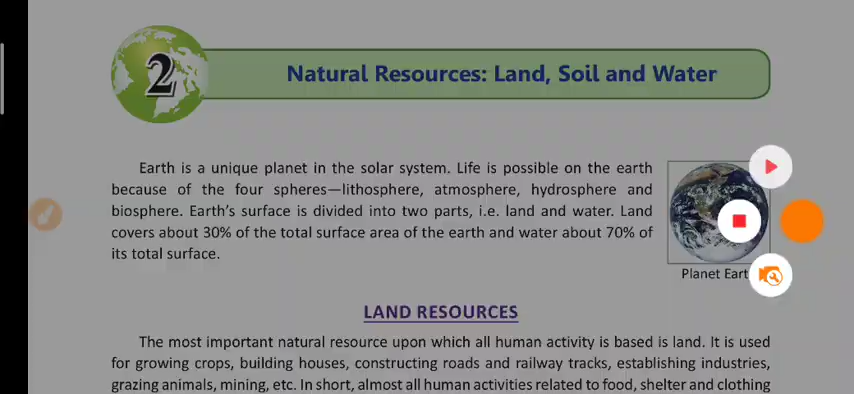 2
Natural Resources: Land, Soil and Water
Earth is a unique planet in the solar system. Life is possible on the earth
because of the four spheres—lithosphere, atmosphere, hydrosphere and
biosphere. Earth's surface is divided into two parts, i.e. land and water. Land
covers about 30% of the total surface area of the earth and water about 70% of
its total surface.
Planet Eart
LAND RESOURCES
The most important natural resource upon which all human activity is based is land. It is used
for growing crops, building houses, constructing roads and railway tracks, establishing industries,
grazing animals, mining, etc. In short, almost all human activities related to food, shelter and clothing